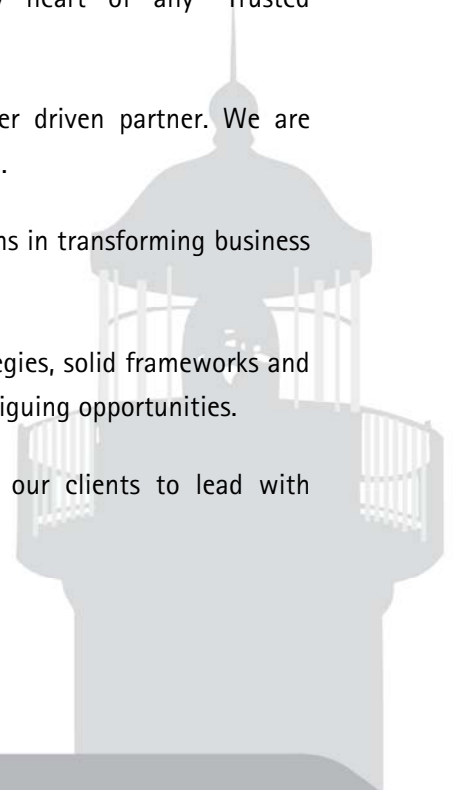 heart of any Trusted
er driven partner. We are
ns in transforming business
egies, solid frameworks and
iguing opportunities.
our clients to lead with